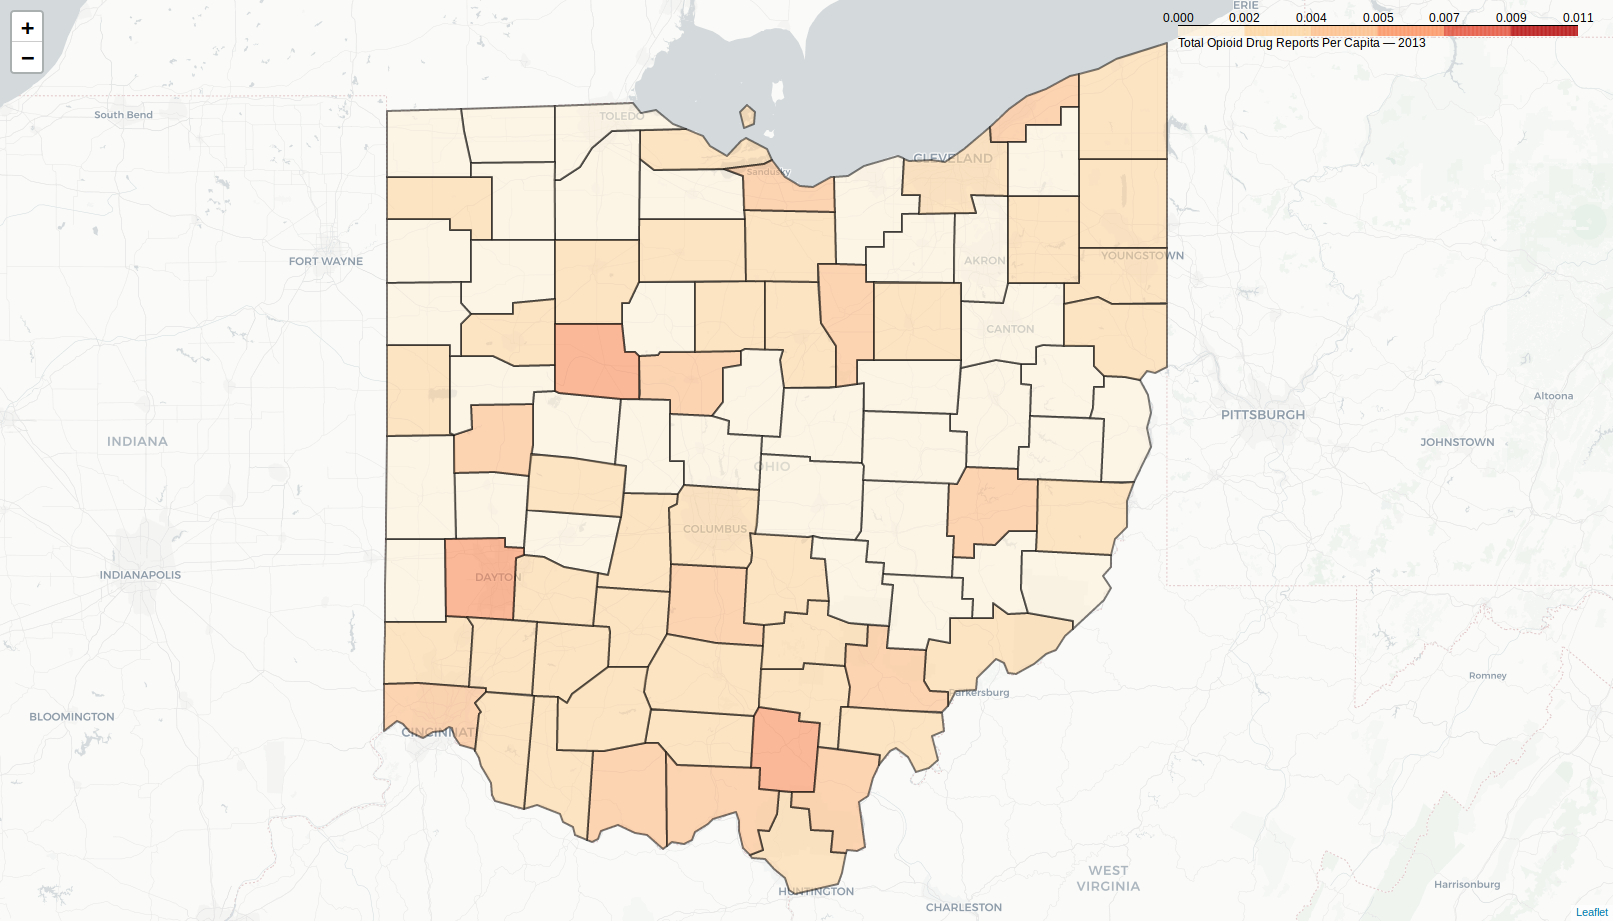 ERIE
+
0.000 0.002 0.004 0.005 0.007 0.009 0.011
Total Opioid Drug Reports Per Capita — 2013
−
South Bend
TOLEDO
CLEVELAND
Sandusky
FORT WAYNE
AKRON
YOUNGSTOWN
CANTON
Altoona
PITTSBURGH
INDIANA
JOHNSTOWN
OHIO
COLUMBUS
INDIANAPOLIS
DAYTON
Romney
arkersburg
BLOOMINGTON
CINCINNAT
WEST
VIRGINIA
Harrisonburg
HUNTINGTON
CHARLESTON
Leaflet